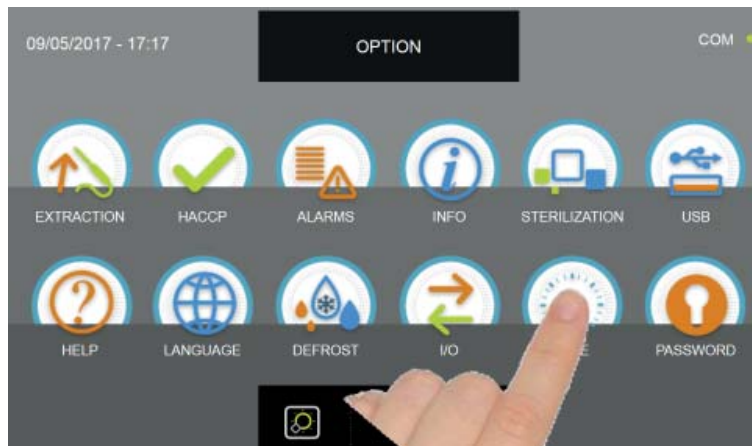 09/05/2017 - 17:17
OPTION
COM
EXTRACTION
HACCP
ALARMS
INFO
STERILIZATION
USB
HELP
LANGUAGE
DEFROST
I/O
PASSWORD